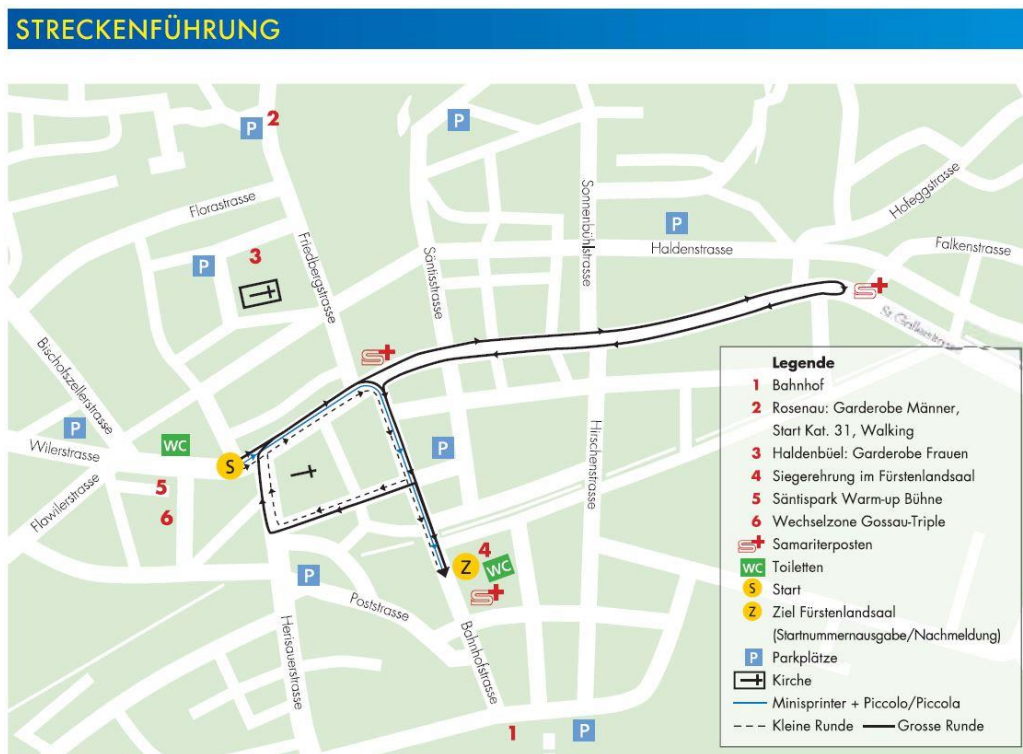 STRECKENFÜHRUNG
P
2
P
Florastrasse
Friedbergstrasse
Säntisstrasse
Sonnenbühlstrasse
Haldenstrasse
P
Hofeggstrasse
Falkenstrasse
3
P
S
St. Gallerstrasse
S
Bischofszellerstrasse
P
Wilerstrasse
WC
S
5
6
Flawilerstrasse
P
Hirschenstrasse
4
Z
WC
S
P
Poststrasse
Herisauerstrasse
Bahnhofstrasse
1
P
Legende
1 Bahnhof
2 Rosenau: Garderobe Männer,
Start Kat. 31, Walking
3 Haldenbüel: Garderobe Frauen
4 Siegerehrung im Fürstenlandsaal
5 Säntispark Warm-up Bühne
6 Wechselzone Gossau-Triple
S Samariterposten
WC Toiletten
S Start
Z Ziel Fürstenlandsaal
(Startnummernausgabe/Nachmeldung)
P Parkplätze
Kirche
Minisprinter + Piccolo/Piccola
Kleine Runde Grosse Runde